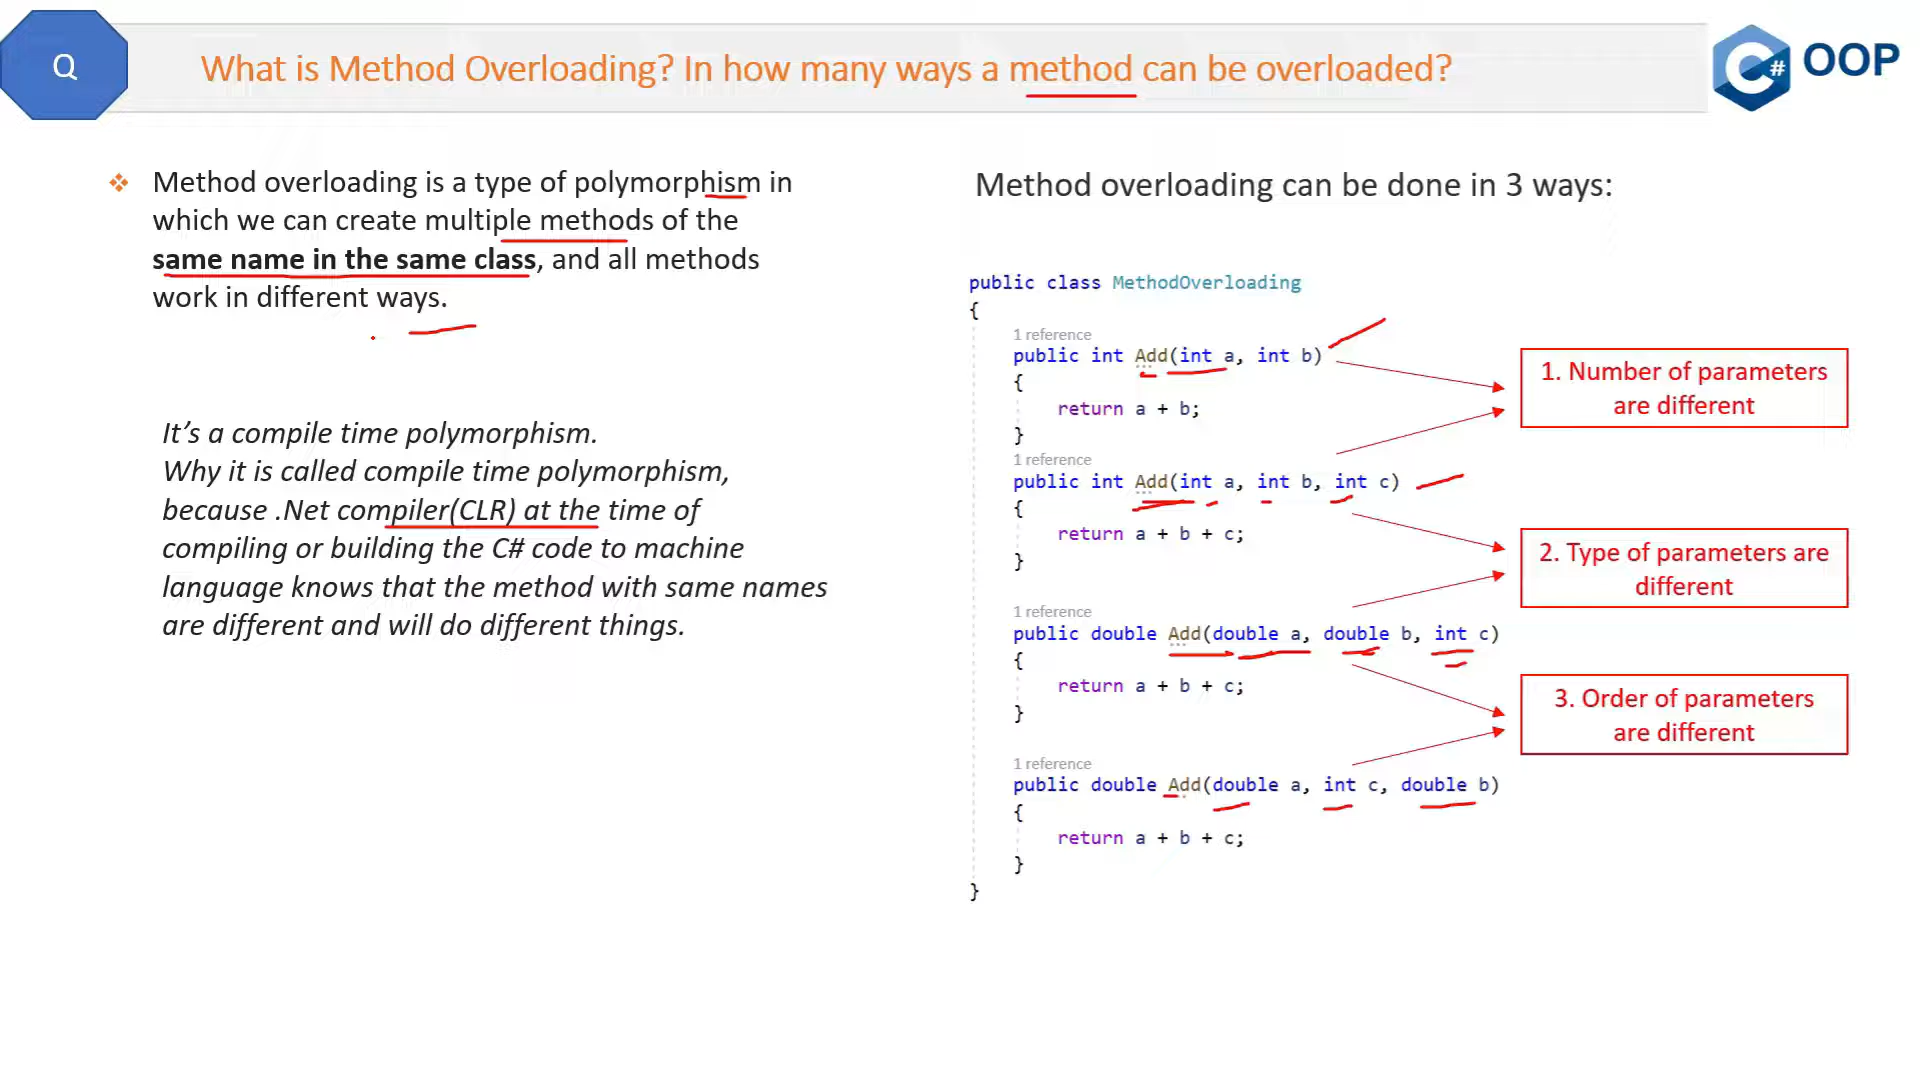 Q
What is Method Overloading? In how many ways a method can be overloaded?
C# OOP
Method overloading is a type of polymorphism in
which we can create multiple methods of the
same name in the same class, and all methods
work in different ways.
It’s a compile time polymorphism.
Why it is called compile time polymorphism,
because .Net compiler(CLR) at the time of
compiling or building the C# code to machine
language knows that the method with same names
are different and will do different things.
Method overloading can be done in 3 ways:
public class MethodOverloading
{
1 reference
public int Add(int a, int b)
{
return a + b;
}
1 reference
public int Add(int a, int b, int c)
{
return a + b + c;
}
1 reference
public double Add(double a, double b, int c)
{
return a + b + c;
}
1 reference
public double Add(double a, int c, double b)
{
return a + b + c;
}
}
1. Number of parameters
are different
2. Type of parameters are
different
3. Order of parameters
are different